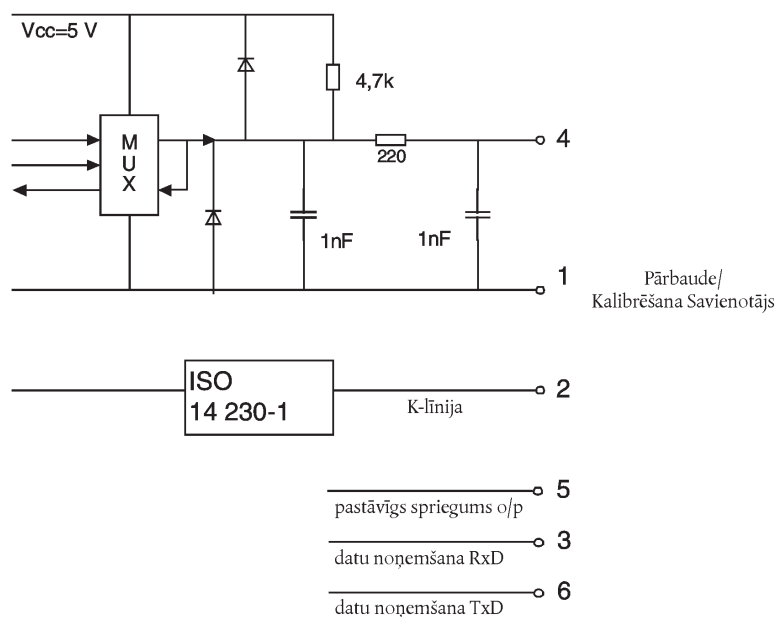 Vcc=5 V
4,7k
MUX
4
220
1nF
1nF
1
Pārbaude/
Kalibrēšana Savienotājs
ISO
14 230-1
K-līnija
2
5
pastāvīgs spriegums o/p
3
datu noņemšana RxD
6
datu noņemšana TxD